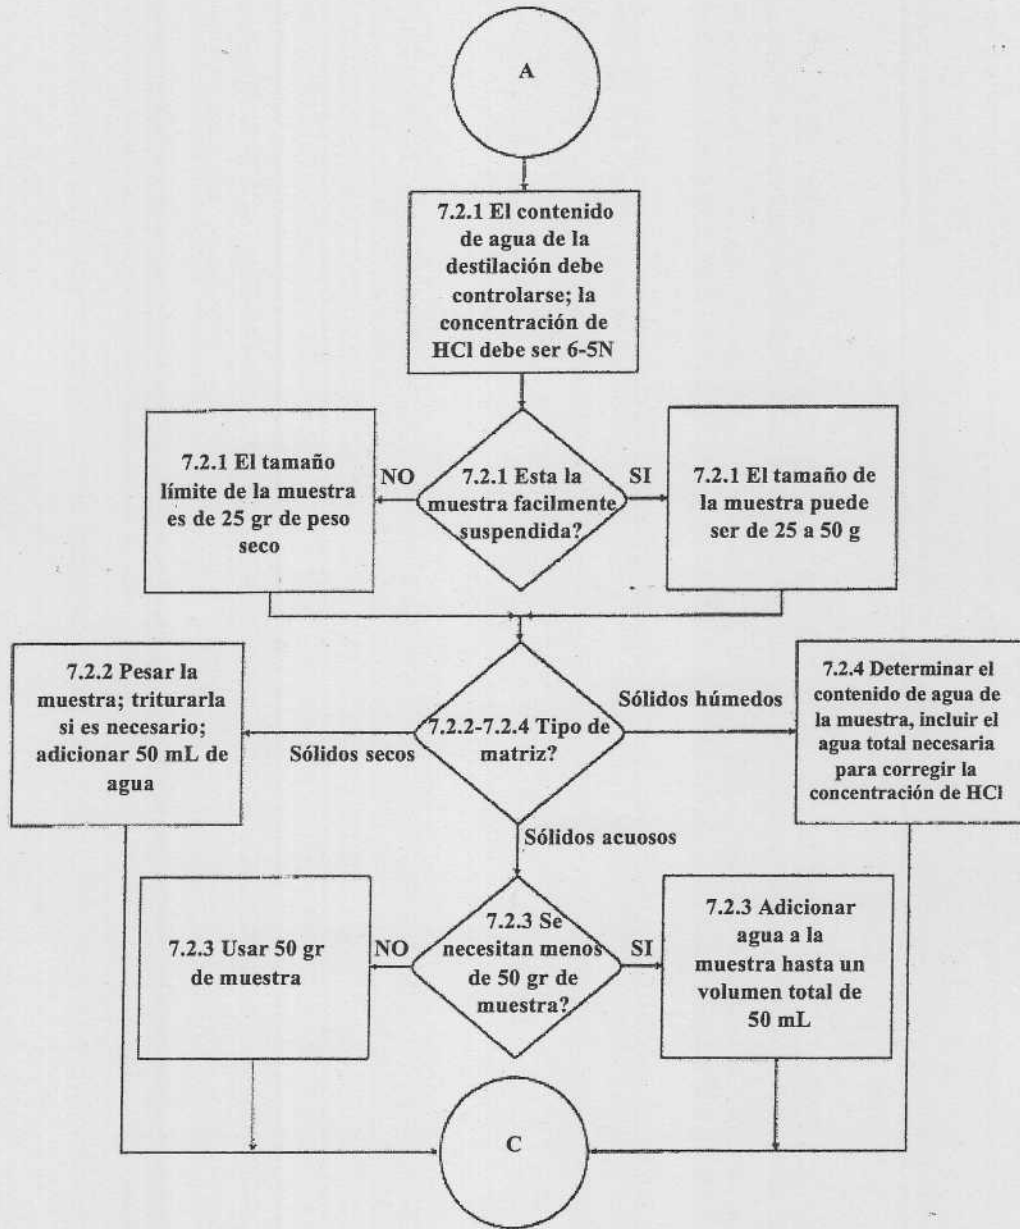 A
7.2.1 El contenido
de agua de la
destilación debe
controlarse; la
concentración de
HCl debe ser 6-5N
7.2.1 El tamaño
límite de la muestra
es de 25 gr de peso
seco
NO
7.2.1 Esta la
muestra facilmente
suspendida?
SI
7.2.1 El tamaño de
la muestra puede
ser de 25 a 50 g
7.2.2 Pesar la
muestra; triturarla
si es necesario;
adicionar 50 mL de
agua
Sólidos secos
7.2.2-7.2.4 Tipo de
matriz?
Sólidos húmedos
7.2.4 Determinar el
contenido de agua de
la muestra, incluir el
agua total necesaria
para corregir la
concentración de HCl
Sólidos acuosos
7.2.3 Usar 50 gr
de muestra
NO
7.2.3 Se
necesitan menos
de 50 gr de
muestra?
SI
7.2.3 Adicionar
agua a la
muestra hasta un
volumen total de
50 mL
C